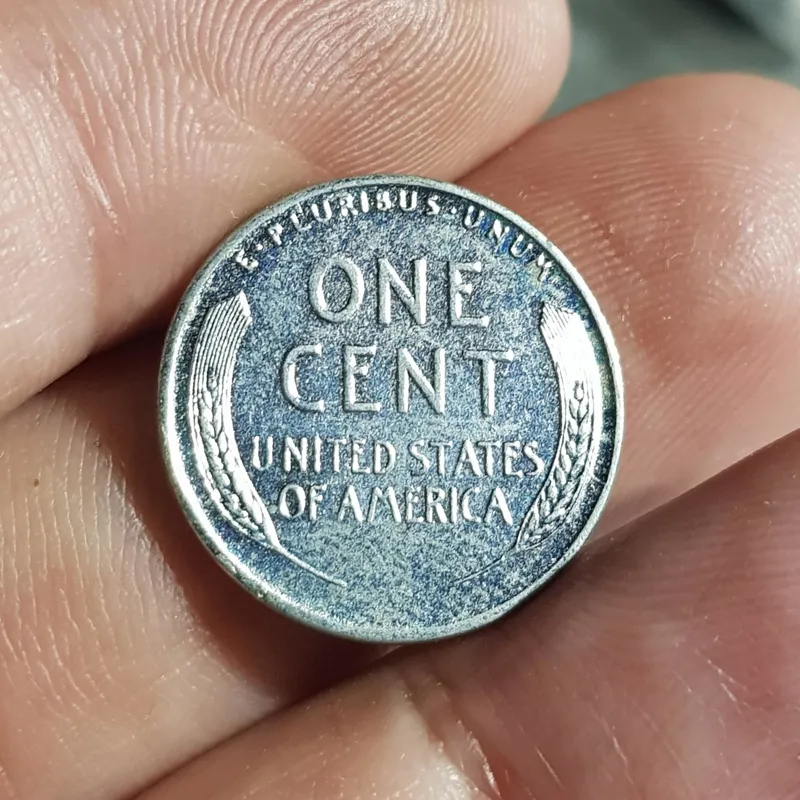 E·PLURIBUS·UNUM
ONE
CENT
UNITED STATES
OF AMERICA